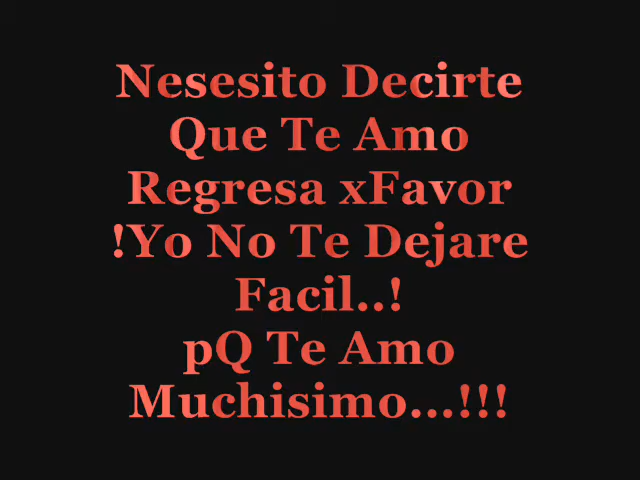 Nesesito Decirte
Que Te Amo
Regresa xFavor
!Yo No Te Dejare
Facil..!
pQ Te Amo
Muchisimo...!!!